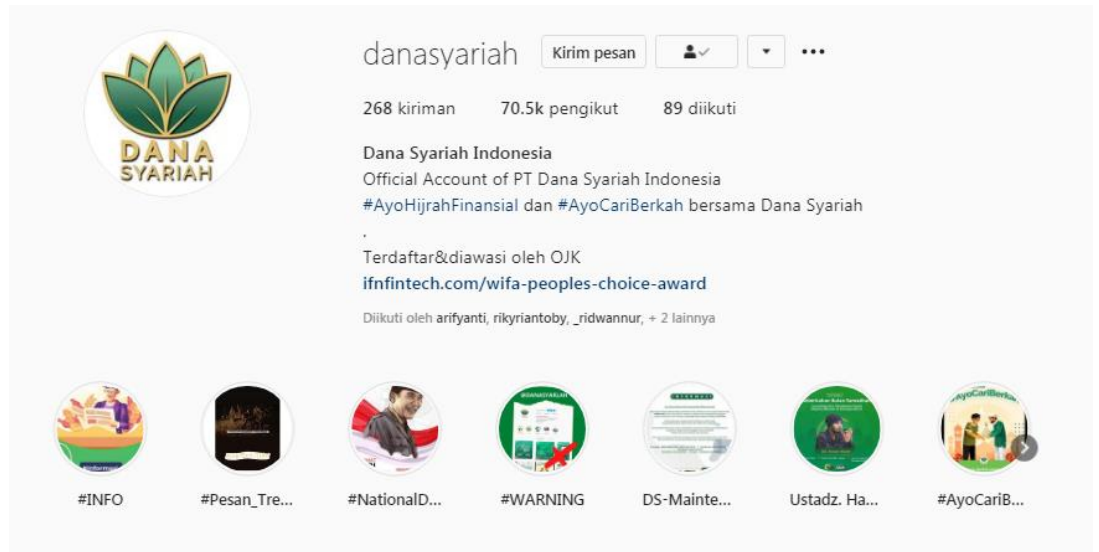 DANA
SYARIAH
danasyariah Kirim pesan
268 kiriman 70.5k pengikut 89 diikuti
Dana Syariah Indonesia
Official Account of PT Dana Syariah Indonesia
#AyoHijrahFinansial dan #AyoCariBerkah bersama Dana Syariah
.
Terdaftar&diawasi oleh OJK
ifnfintech.com/wifa-peoples-choice-award
Diikuti oleh arifyanti, rikyriantoby, _ridwannur, + 2 lainnya
#INFO #Pesan_Tre... #NationalD... #WARNING DS-Mainte... Ustadz. Ha... #AyoCariB...